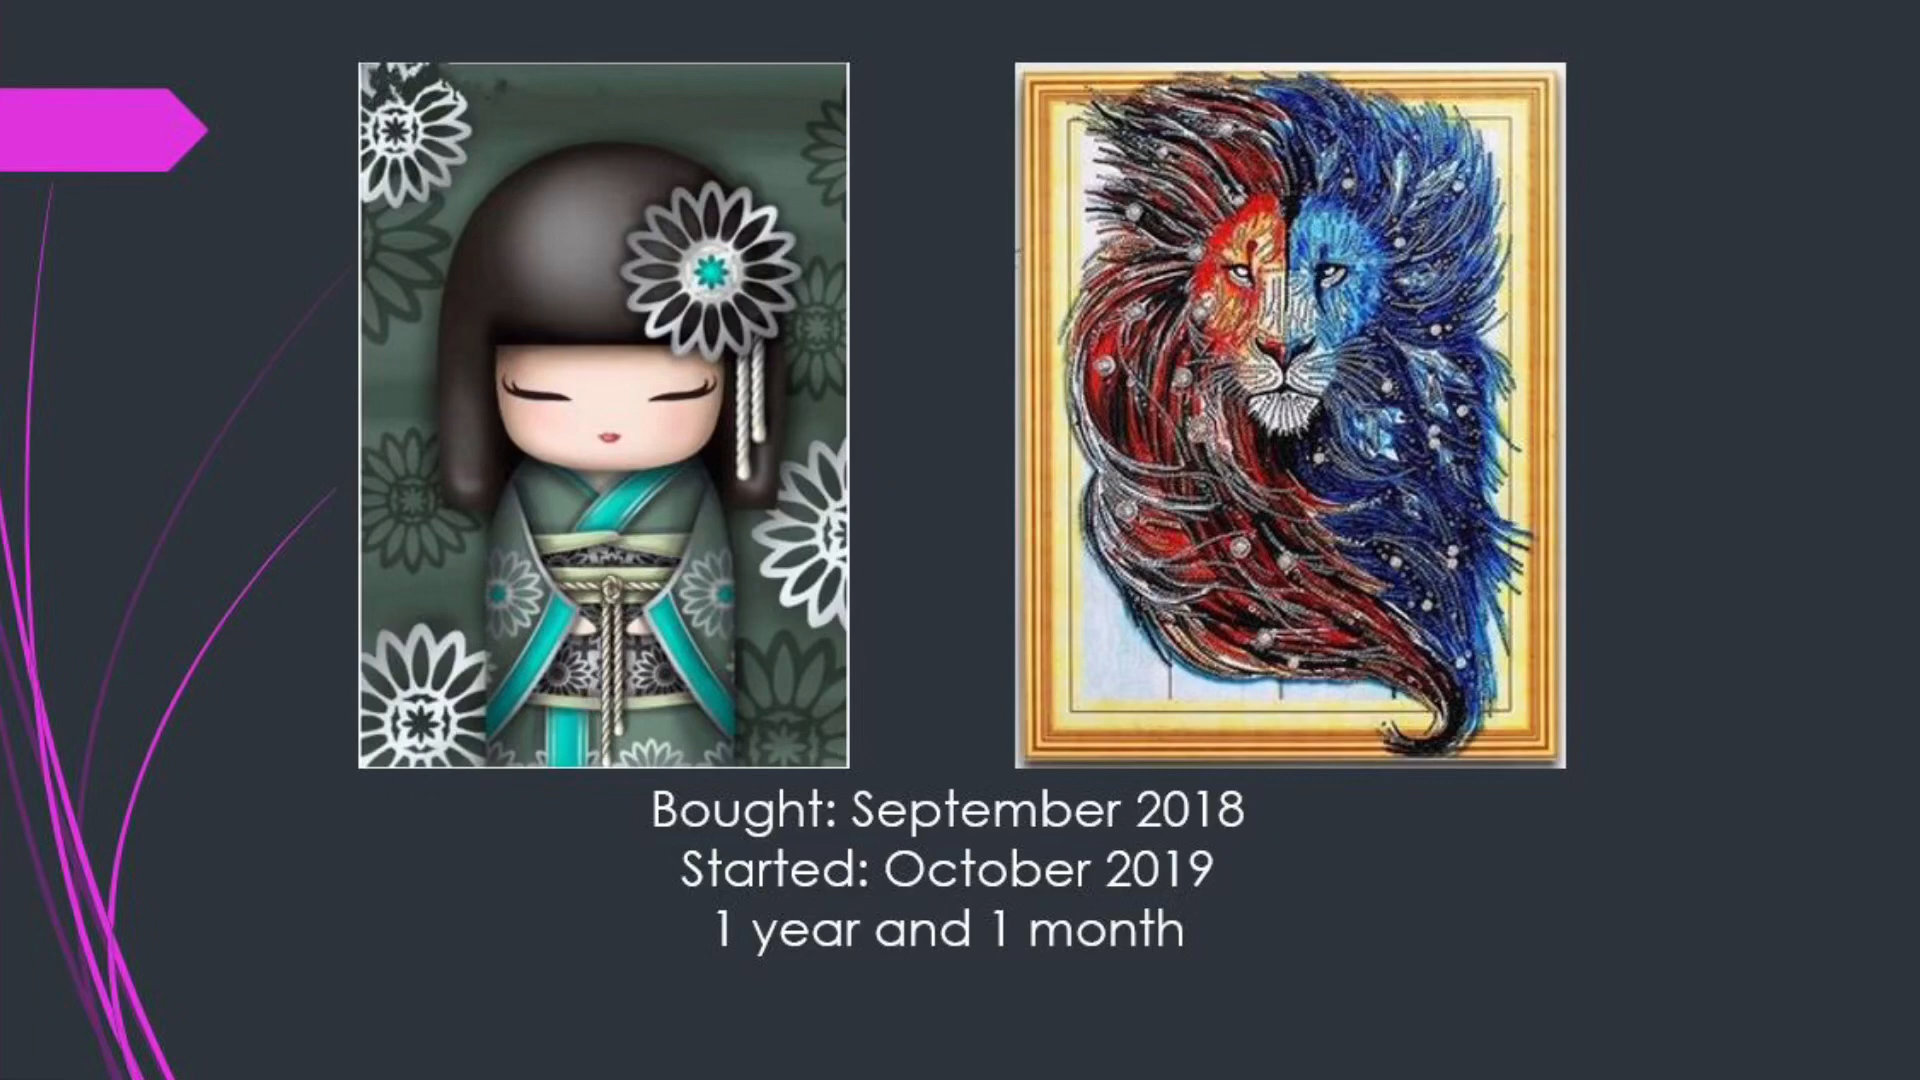 Bought: September 2018
Started: October 2019
1 year and 1 month